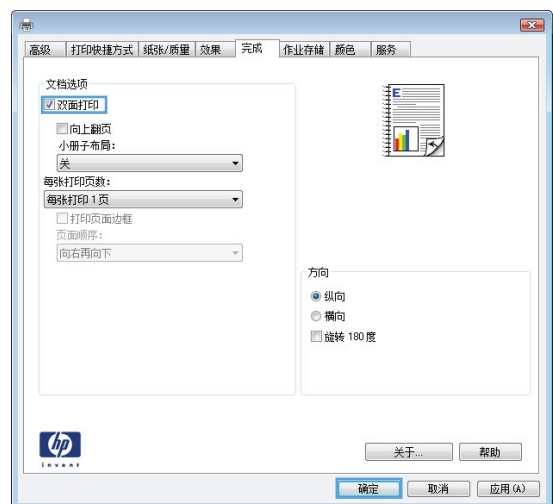 高级 打印快捷方式 纸张/质量 效果 完成 作业存储 颜色 服务
文档选项
双面打印
向上翻页
小册子布局:
关
每张打印页数:
每张打印 1 页
打印页面边框
页面顺序:
向右再向下
E
方向
纵向
横向
旋转 180 度
hp
invent
关于... 帮助
确定 取消 应用(A)